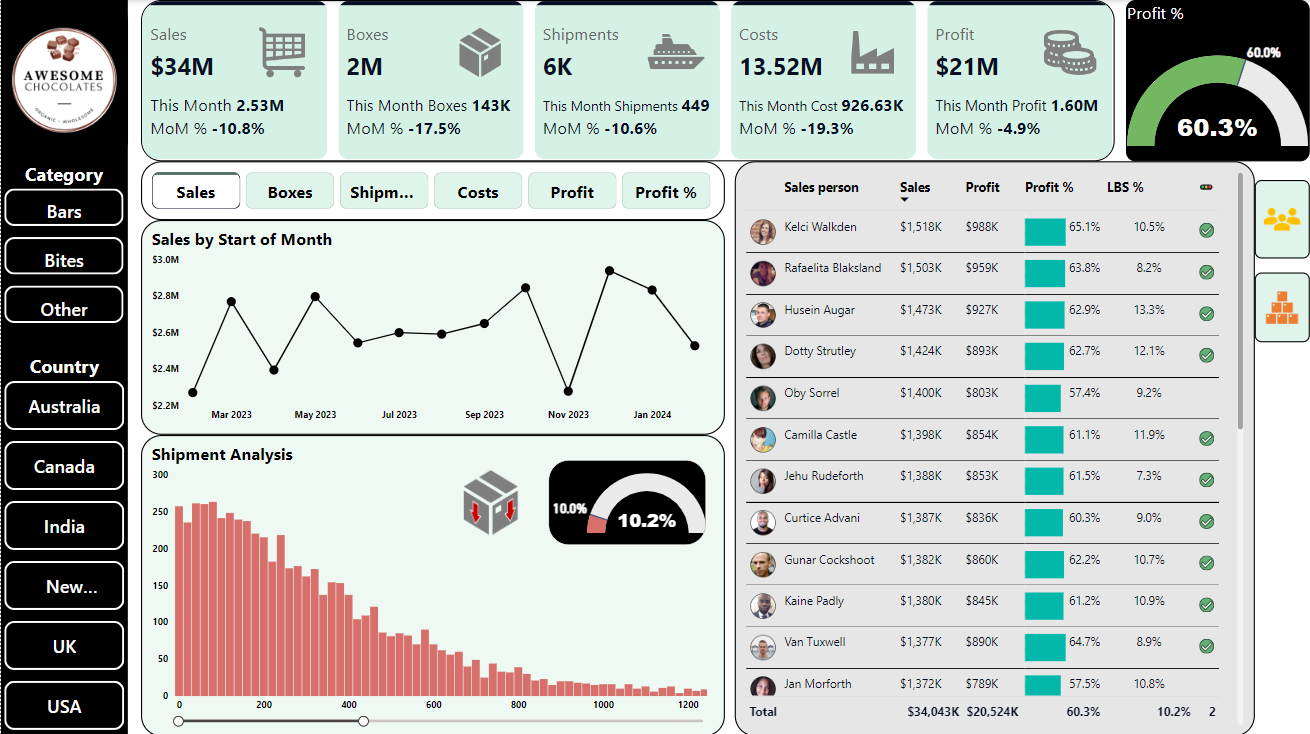 AWESOME
CHOCOLATES
ORGANIC • WHOLESOME
Category
Bars
Bites
Other
Country
Australia
Canada
India
New...
UK
USA
Sales
$34M
This Month 2.53M
MoM % -10.8%
Boxes
2M
This Month Boxes 143K
MoM % -17.5%
Shipments
6K
This Month Shipments 449
MoM % -10.6%
Costs
13.52M
This Month Cost 926.63K
MoM % -19.3%
Profit
$21M
This Month Profit 1.60M
MoM % -4.9%
Profit %
60.0%
60.3%
Sales Boxes Shipm... Costs Profit Profit %
Sales by Start of Month
$3.0M
$2.8M
$2.6M
$2.4M
$2.2M
Mar 2023 May 2023 Jul 2023 Sep 2023 Nov 2023 Jan 2024
Shipment Analysis
300
250
200
150
100
50
0
0 200 400 600 800 1000 1200
10.0%
10.2%
Sales person Sales Profit Profit % LBS %
Kelci Walkden $1,518K $988K 65.1% 10.5%
Rafaelita Blaksland $1,503K $959K 63.8% 8.2%
Husein Augar $1,473K $927K 62.9% 13.3%
Dotty Strutley $1,424K $893K 62.7% 12.1%
Oby Sorrel $1,400K $803K 57.4% 9.2%
Camilla Castle $1,398K $854K 61.1% 11.9%
Jehu Rudeforth $1,388K $853K 61.5% 7.3%
Curtice Advani $1,387K $836K 60.3% 9.0%
Gunar Cockshoot $1,382K $860K 62.2% 10.7%
Kaine Padly $1,380K $845K 61.2% 10.9%
Van Tuxwell $1,377K $890K 64.7% 8.9%
Jan Morforth $1,372K $789K 57.5% 10.8%
Total $34,043K $20,524K 60.3% 10.2% 2